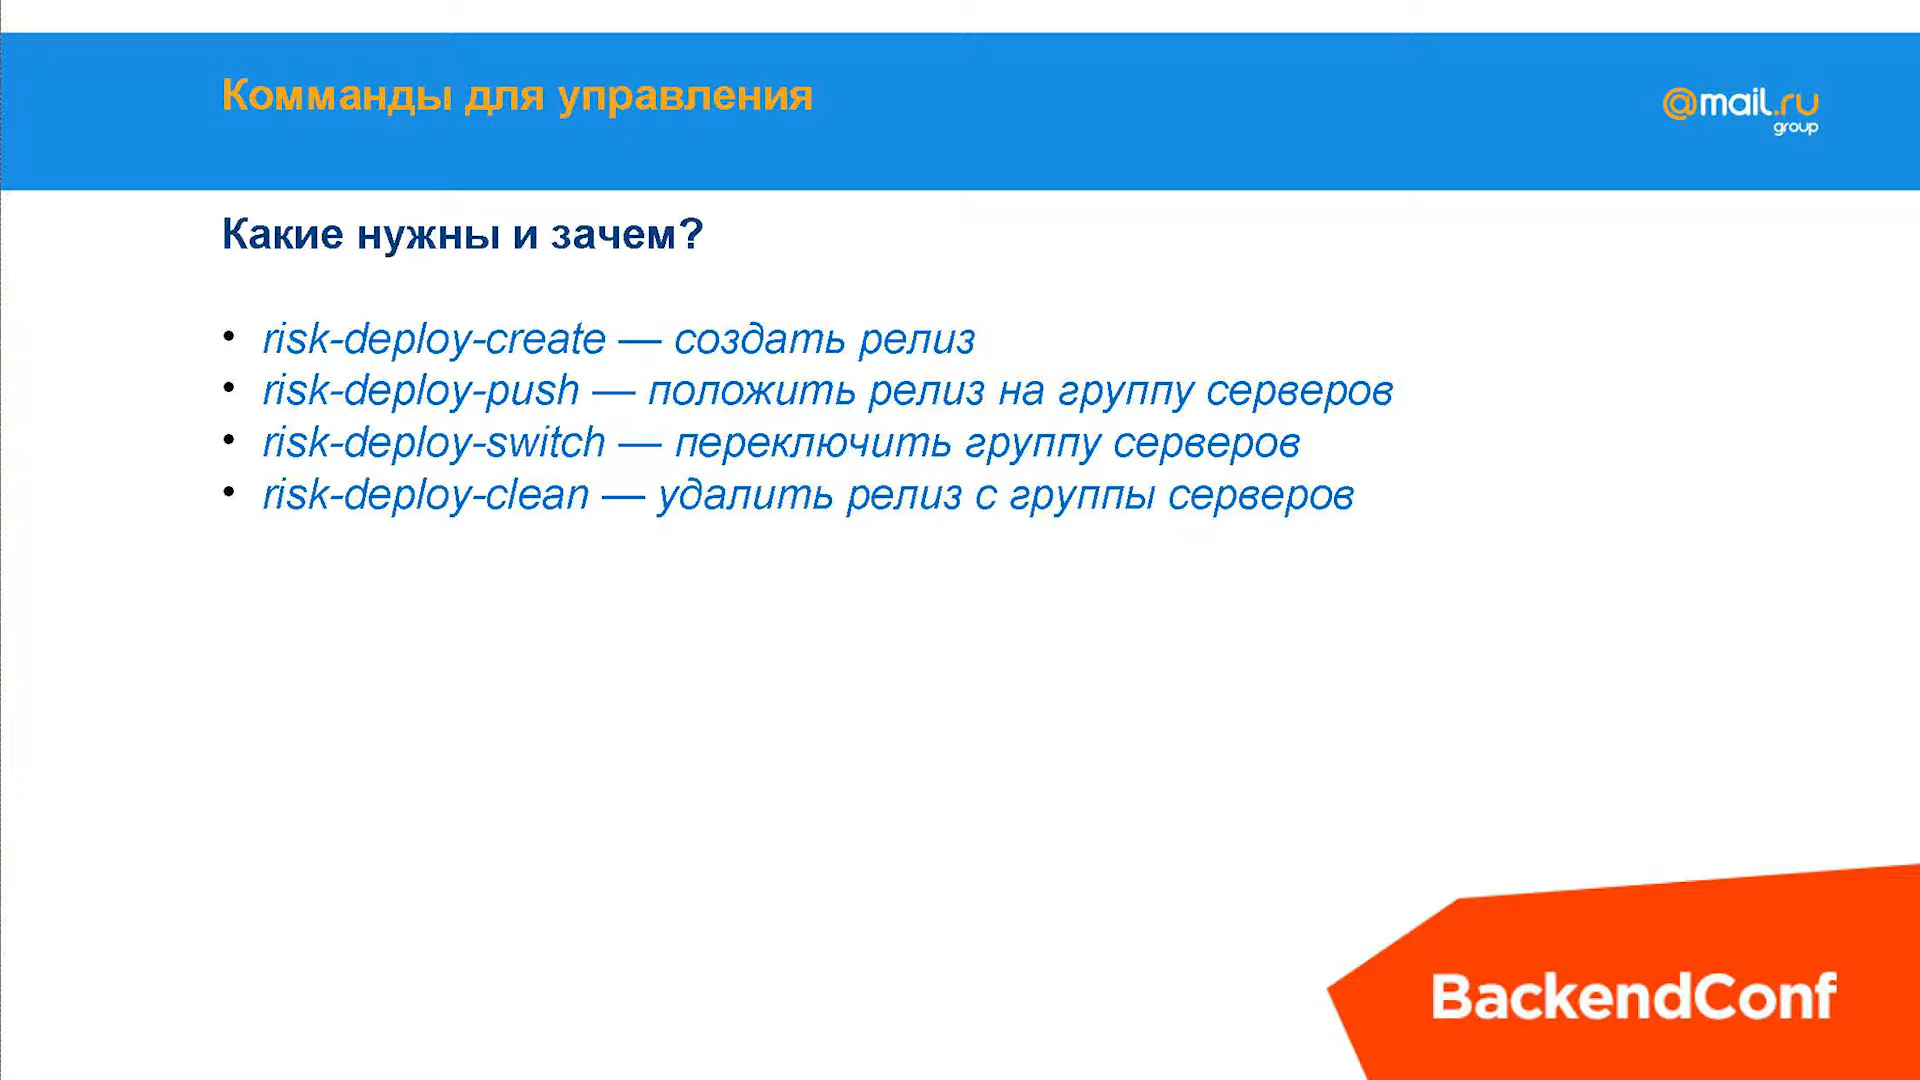 Комманды для управления
@mail.ru
group
Какие нужны и зачем?
• risk-deploy-create — создать релиз
• risk-deploy-push — положить релиз на группу серверов
• risk-deploy-switch — переключить группу серверов
• risk-deploy-clean — удалить релиз с группы серверов
BackendConf